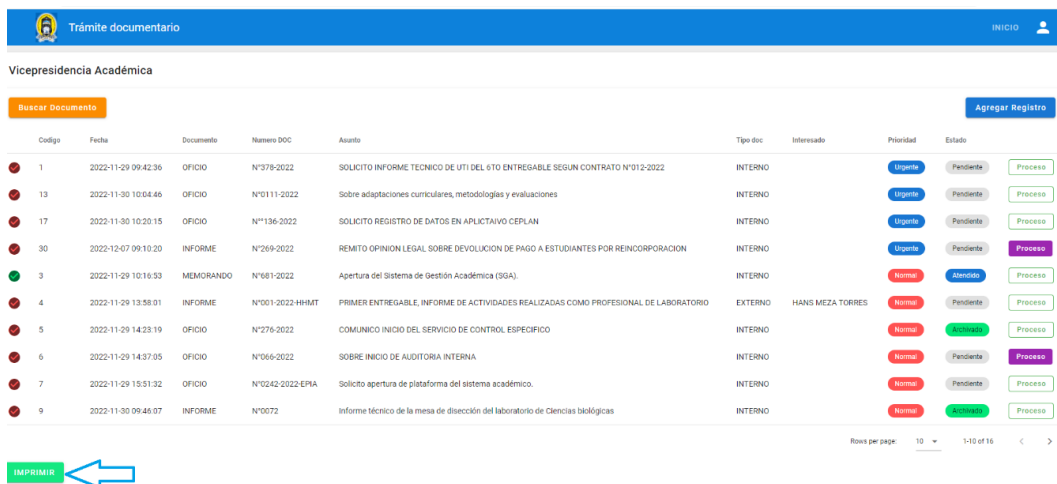 Trámite documentario INICIO
Vicepresidencia Académica
Buscar Documento Agregar Registro
Codigo Fecha Documento Numero DOC Asunto Tipo doc Interesado Prioridad Estado
1 2022-11-29 09:42:36 OFICIO N°378-2022 SOLICITO INFORME TECNICO DE UTI DEL 6TO ENTREGABLE SEGUN CONTRATO N°012-2022 INTERNO Urgente Pendiente Proceso
13 2022-11-30 10:04:46 OFICIO N°0111-2022 Sobre adaptaciones curriculares, metodologías y evaluaciones INTERNO Urgente Pendiente Proceso
17 2022-11-30 10:20:15 OFICIO N°°136-2022 SOLICITO REGISTRO DE DATOS EN APLICTAIVO CEPLAN INTERNO Urgente Pendiente Proceso
30 2022-12-07 09:10:20 INFORME N°269-2022 REMITO OPINION LEGAL SOBRE DEVOLUCION DE PAGO A ESTUDIANTES POR REINCORPORACION INTERNO Urgente Pendiente Proceso
3 2022-11-29 10:16:53 MEMORANDO N°681-2022 Apertura del Sistema de Gestión Académica (SGA). INTERNO Normal Atendido Proceso
4 2022-11-29 13:58:01 INFORME N°001-2022-HHMT PRIMER ENTREGABLE, INFORME DE ACTIVIDADES REALIZADAS COMO PROFESIONAL DE LABORATORIO EXTERNO HANS MEZA TORRES Normal Pendiente Proceso
5 2022-11-29 14:23:19 OFICIO N°276-2022 COMUNICO INICIO DEL SERVICIO DE CONTROL ESPECIFICO INTERNO Normal Archivado Proceso
6 2022-11-29 14:37:05 OFICIO N°066-2022 SOBRE INICIO DE AUDITORIA INTERNA INTERNO Normal Pendiente Proceso
7 2022-11-29 15:51:32 OFICIO N°0242-2022-EPIA Solicito apertura de plataforma del sistema académico. INTERNO Normal Pendiente Proceso
9 2022-11-30 09:46:07 INFORME N°0072 Informe técnico de la mesa de disección del laboratorio de Ciencias biológicas INTERNO Normal Archivado Proceso
Rows per page: 10 1-10 of 16
IMPRIMIR